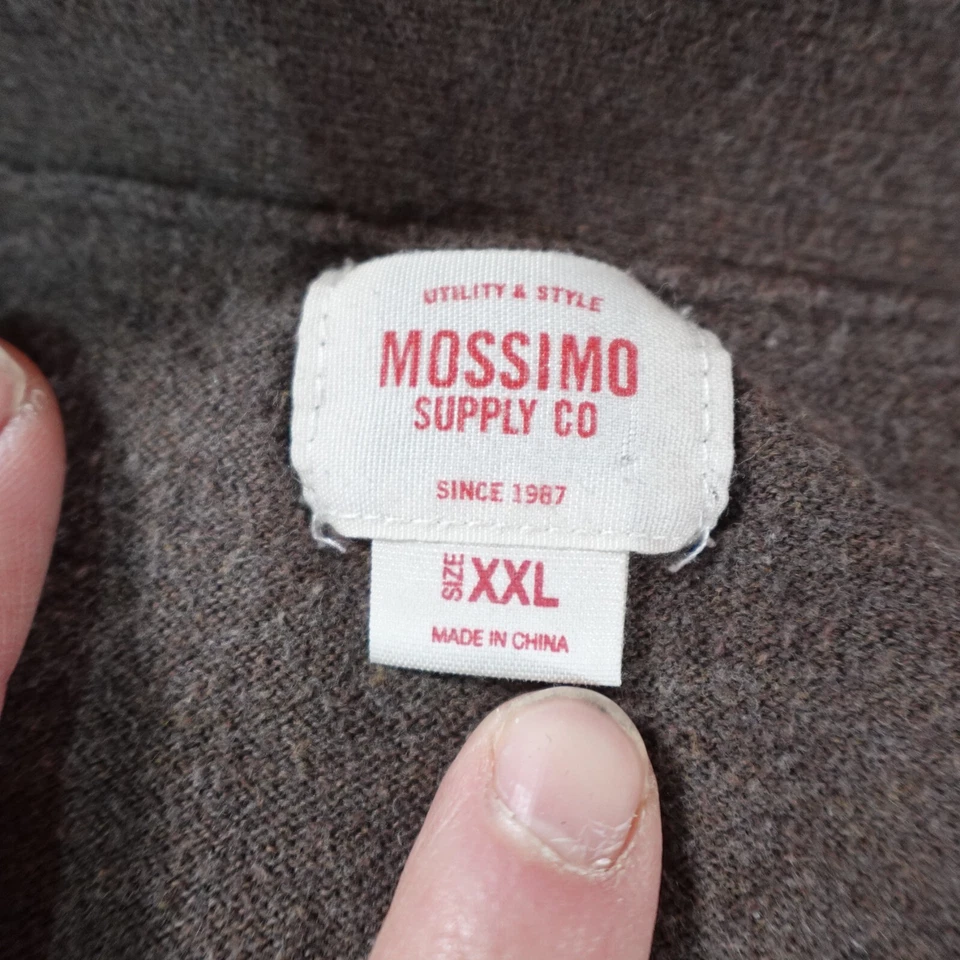 UTILITY & STYLE
MOSSIMO
SUPPLY CO
SINCE 1987
SIZE XXL
MADE IN CHINA